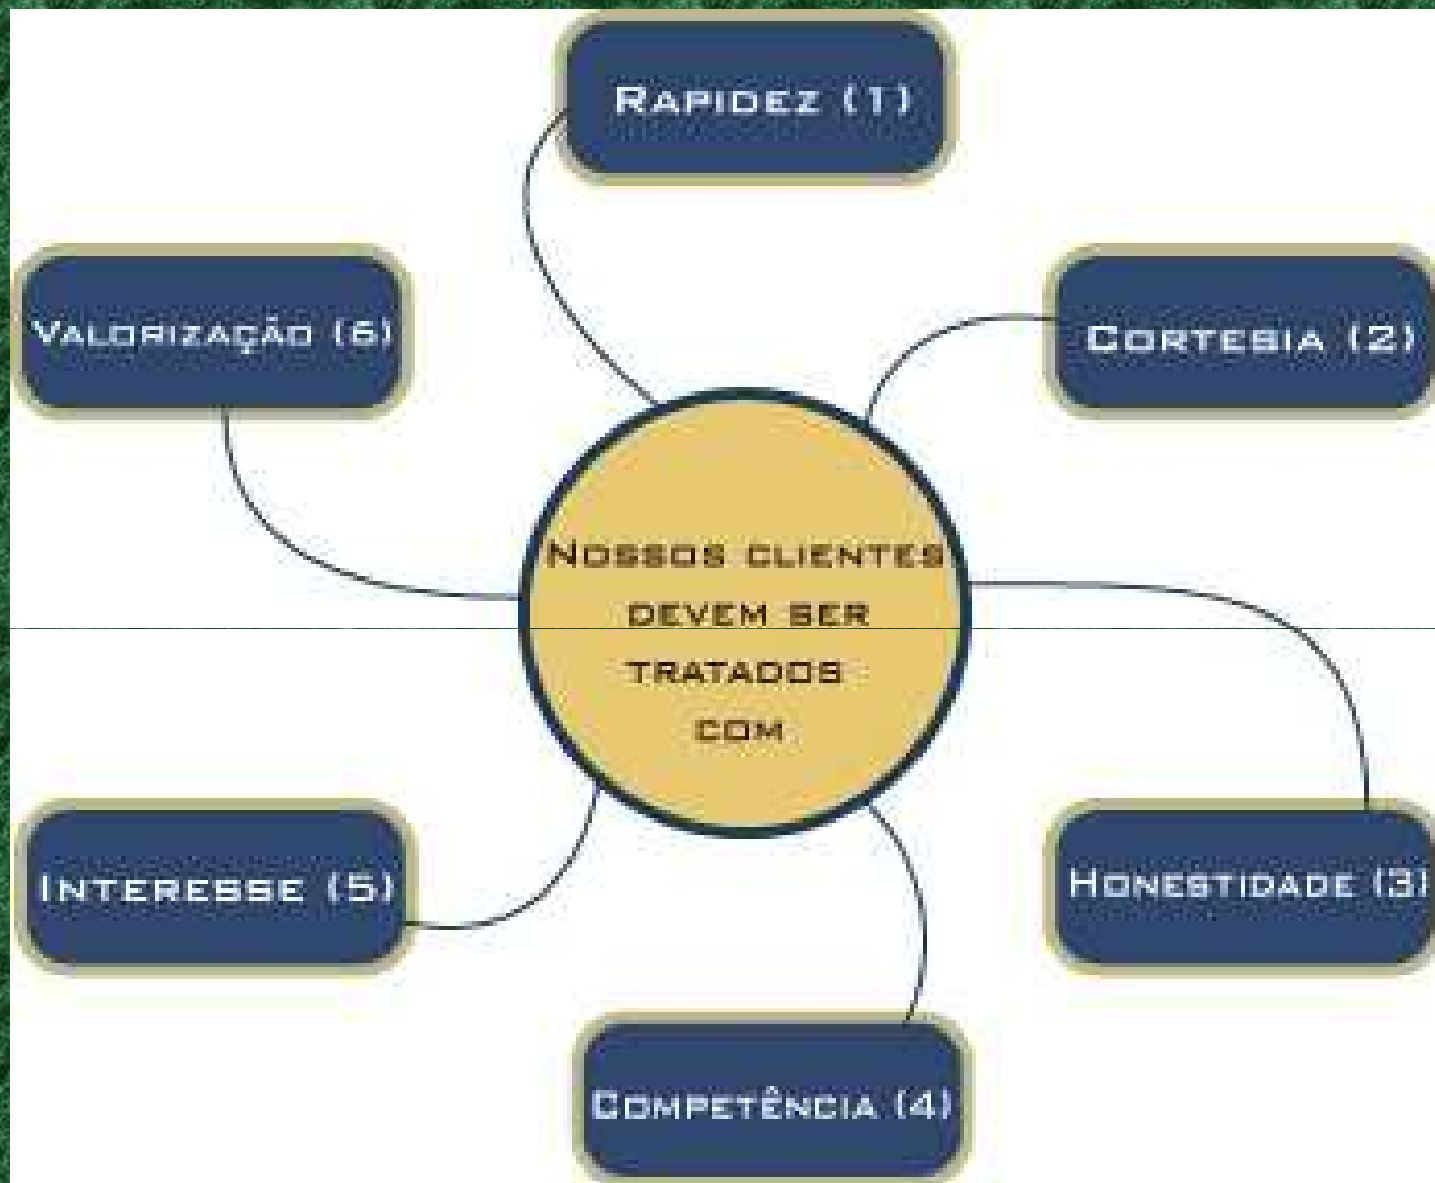 Rapidez (1)
Cortesia (2)
Honestidade (3)
Competência (4)
Interesse (5)
Valorização (6)
Nossos clientes
devem ser
tratados
com